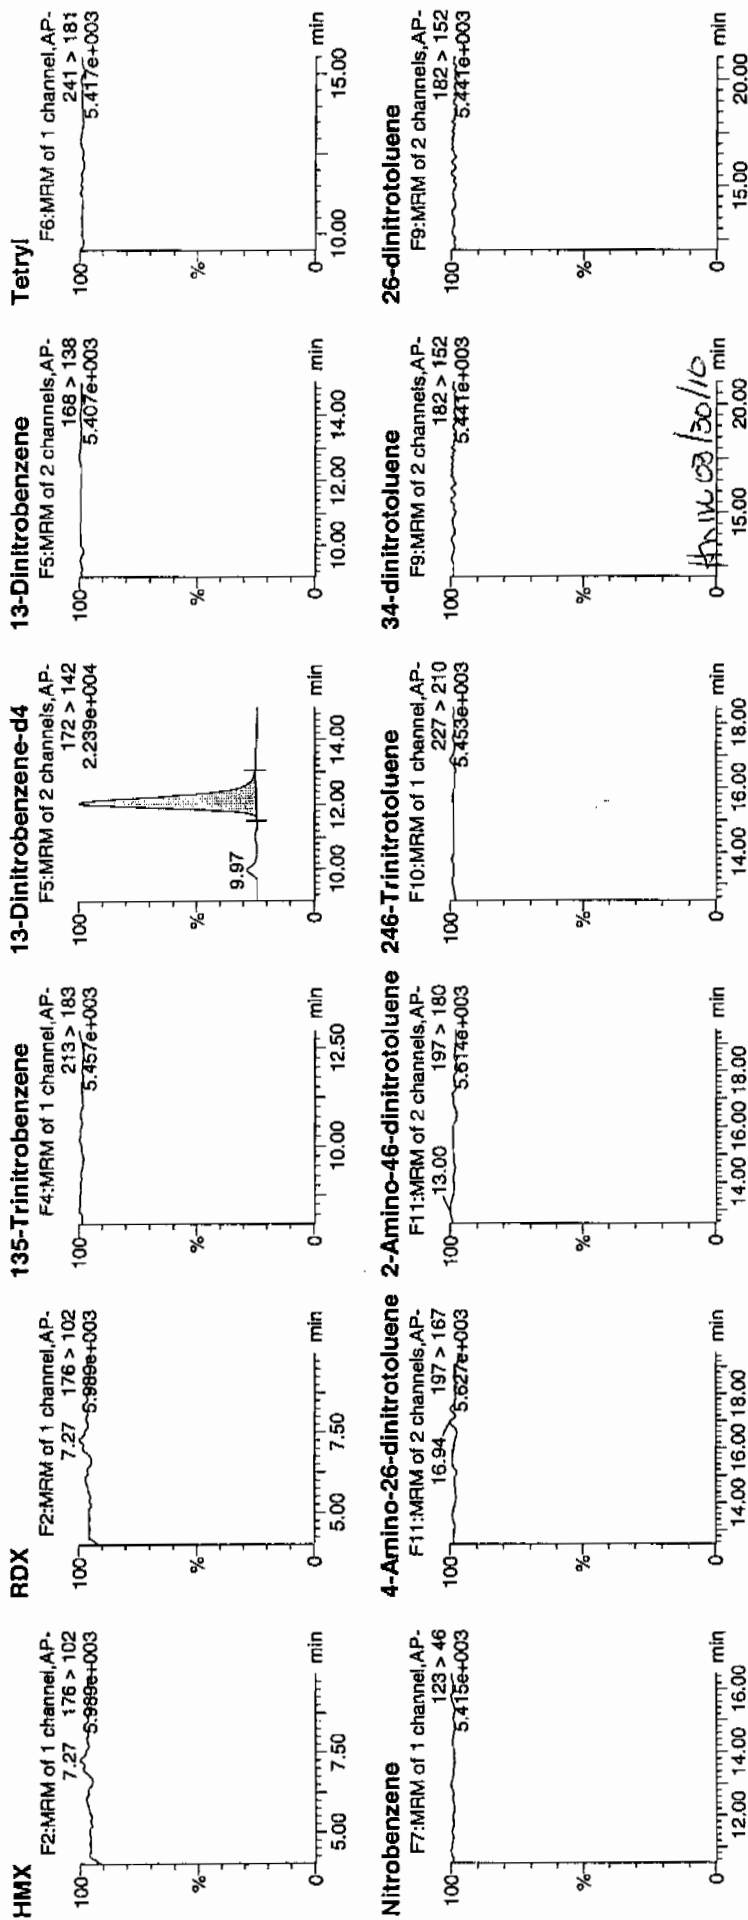 HMX
F2:MRM of 1 channel,AP-
176 > 102
5.989e+003
7.27
100
%
0
5.00 7.50 min
RDX
F2:MRM of 1 channel,AP-
176 > 102
5.989e+003
7.27
100
%
0
5.00 7.50 min
135-Trinitrobenzene
F4:MRM of 1 channel,AP-
213 > 183
5.457e+003
100
%
0
10.00 12.50 min
13-Dinitrobenzene-d4
F5:MRM of 2 channels,AP-
172 > 142
2.239e+004
9.97
100
%
0
10.00 12.00 14.00 min
13-Dinitrobenzene
F5:MRM of 2 channels,AP-
168 > 138
5.407e+003
100
%
0
10.00 12.00 14.00 min
Tetryl
F6:MRM of 1 channel,AP-
241 > 181
5.417e+003
100
%
0
10.00 15.00 min
Nitrobenzene
F7:MRM of 1 channel,AP-
123 > 46
5.415e+003
100
%
0
12.00 14.00 16.00 min
4-Amino-26-dinitrotoluene
F11:MRM of 2 channels,AP-
197 > 167
5.627e+003
16.94
100
%
0
14.00 16.00 18.00 min
2-Amino-46-dinitrotoluene
F11:MRM of 2 channels,AP-
197 > 180
5.614e+003
13.00
100
%
0
14.00 16.00 18.00 min
246-Trinitrotoluene
F10:MRM of 1 channel,AP-
227 > 210
5.453e+003
100
%
0
14.00 16.00 18.00 min
34-dinitrotoluene
F9:MRM of 2 channels,AP-
182 > 152
5.441e+003
100
%
0
15.00 20.00 min
03/30/10
26-dinitrotoluene
F9:MRM of 2 channels,AP-
182 > 152
5.441e+003
100
%
0
15.00 20.00 min